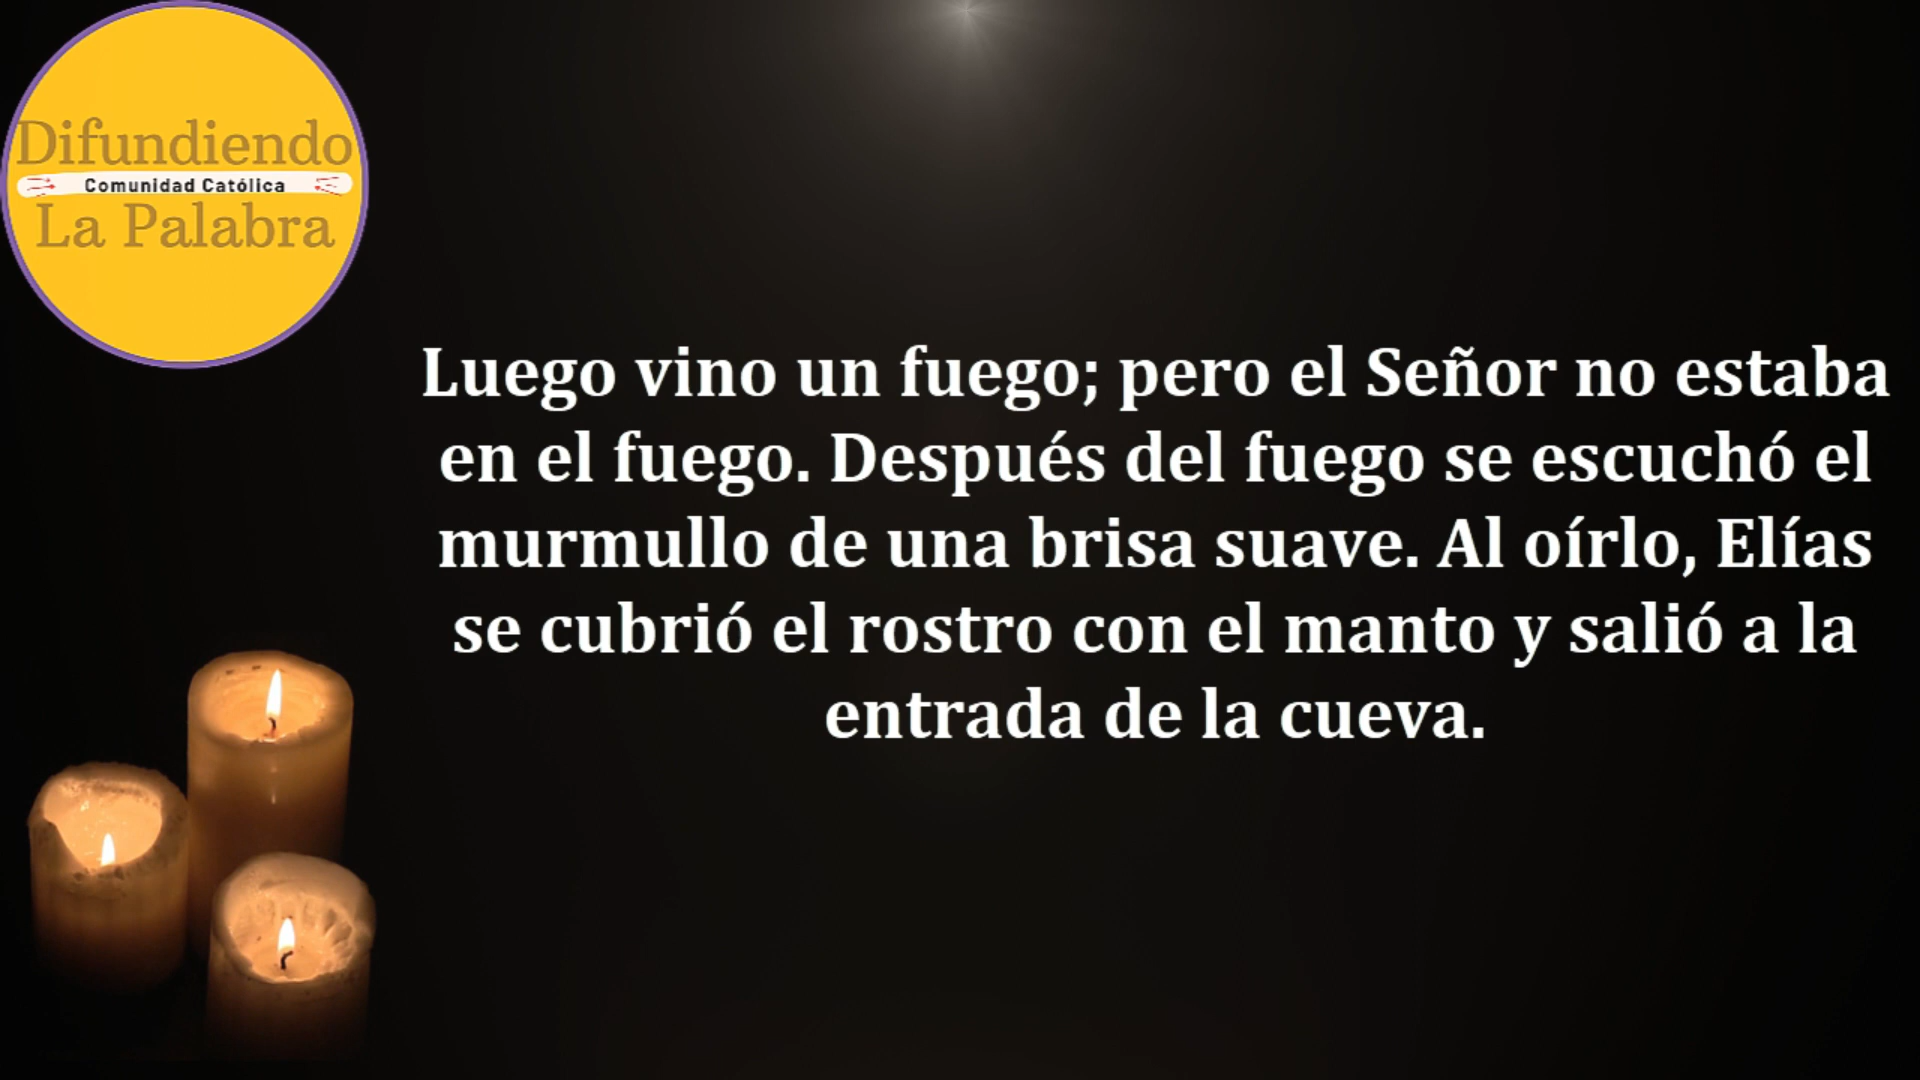 Difundiendo
Comunidad Católica
La Palabra
Luego vino un fuego; pero el Señor no estaba
en el fuego. Después del fuego se escuchó el
murmullo de una brisa suave. Al oírlo, Elías
se cubrió el rostro con el manto y salió a la
entrada de la cueva.